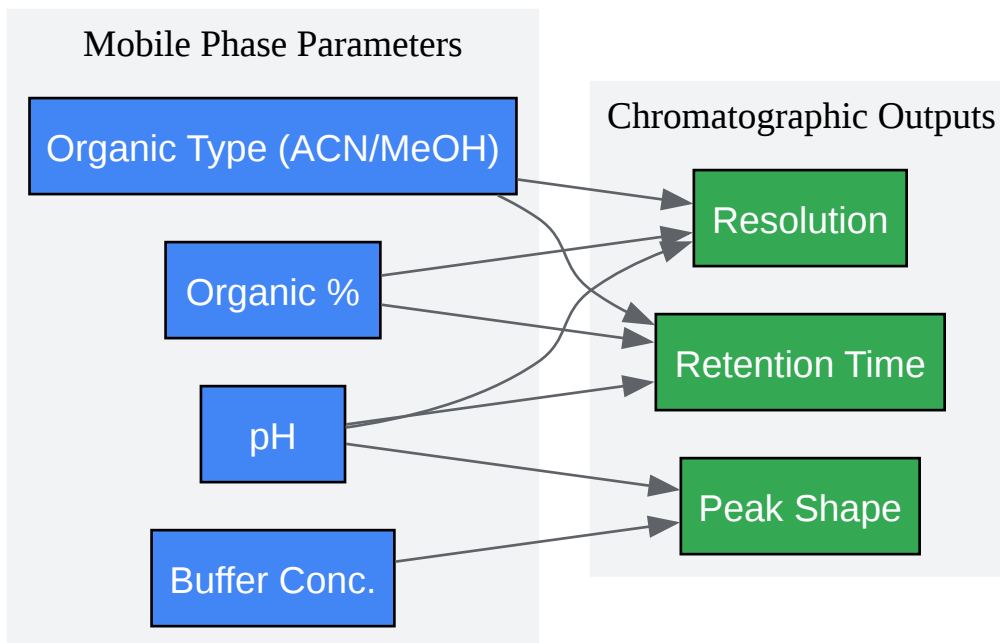 Mobile Phase Parameters
Organic Type (ACN/MeOH)
Organic %
pH
Buffer Conc.
Chromatographic Outputs
Resolution
Retention Time
Peak Shape